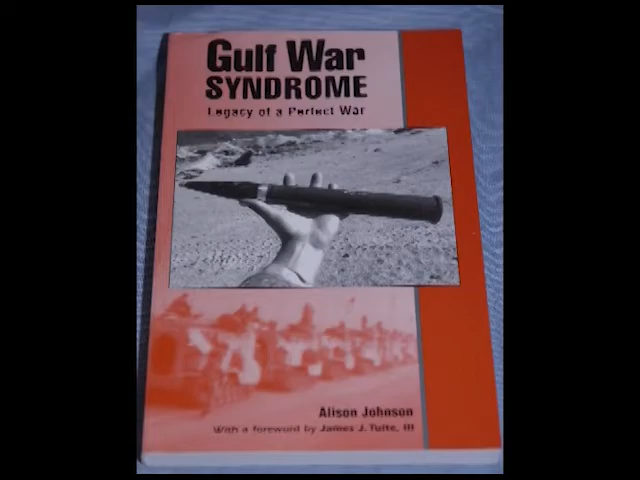 Gulf War
SYNDROME
Legacy of a Perfect War
Alison Johnson
With a foreword by James J. Tuite, III